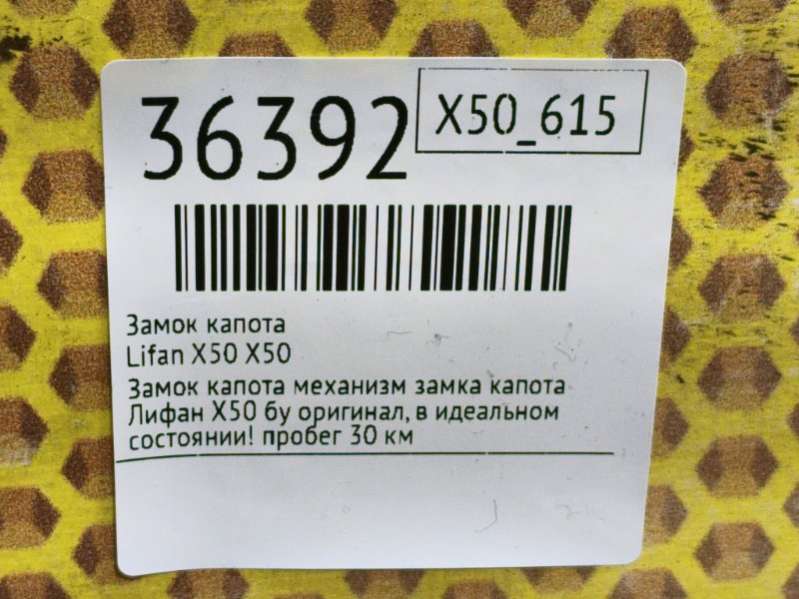 36392
X50_615
Замок капота
Lifan X50 X50
Замок капота механизм замка капота
Лифан X50 бу оригинал, в идеальном
состоянии! пробег 30 км